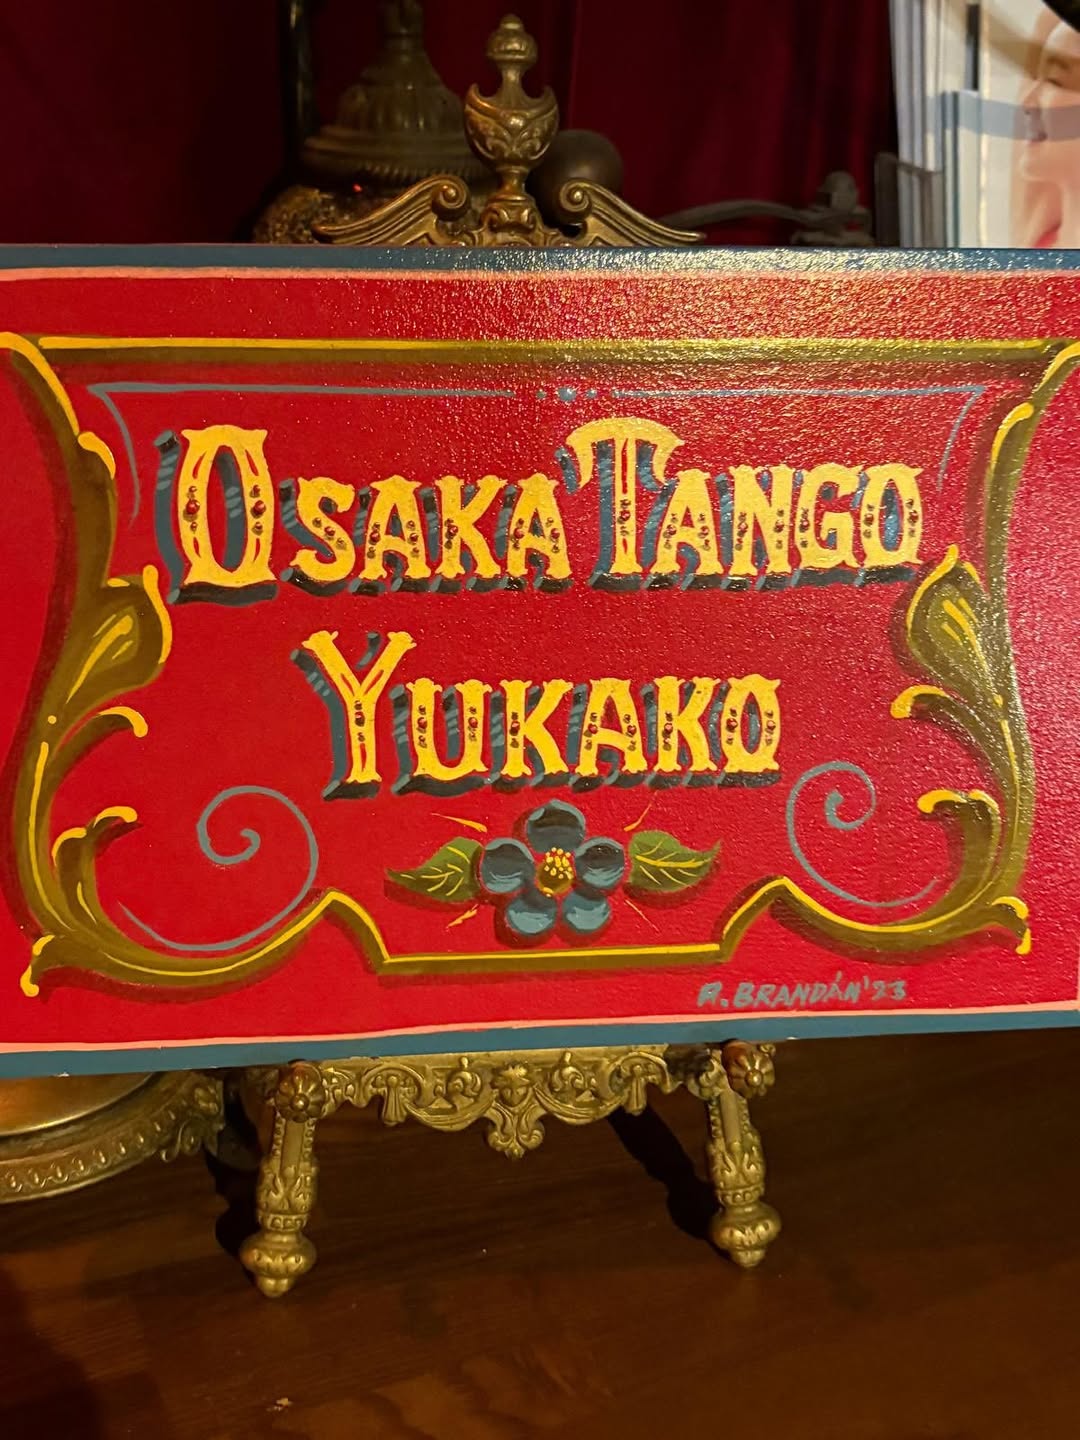 OSAKA TANGO
YUKAKO
R. BRANDÁN '23